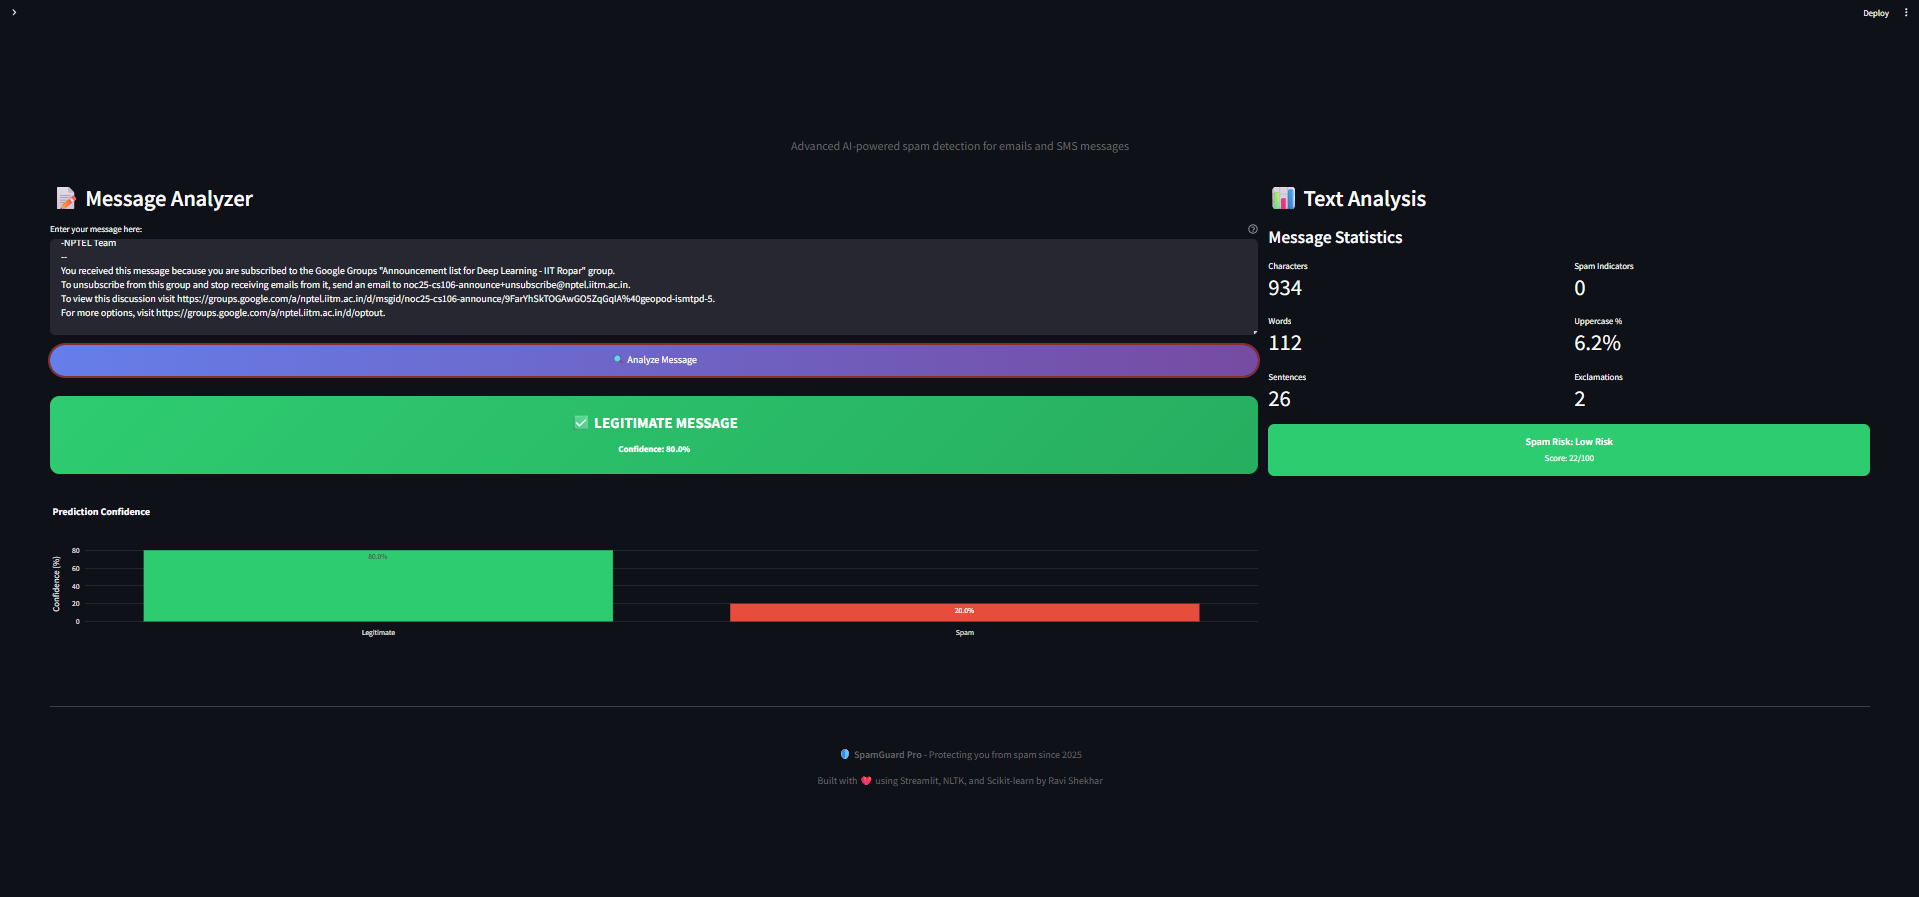 Deploy
Advanced AI-powered spam detection for emails and SMS messages
Message Analyzer
Enter your message here:
-NPTEL Team
--
You received this message because you are subscribed to the Google Groups "Announcement list for Deep Learning - IIT Ropar" group.
To unsubscribe from this group and stop receiving emails from it, send an email to noc25-cs106-announce+unsubscribe@nptel.iitm.ac.in.
To view this discussion visit https://groups.google.com/a/nptel.iitm.ac.in/d/msgid/noc25-cs106-announce/9FarYhSkTOGAwGO5ZqGqIA%40geopod-ismtpd-5.
For more options, visit https://groups.google.com/a/nptel.iitm.ac.in/d/optout.
Analyze Message
LEGITIMATE MESSAGE
Confidence: 80.0%
Prediction Confidence
Confidence (%)
80
60
40
20
0
80.0%
20.0%
Legitimate
Spam
Text Analysis
Message Statistics
Characters
934
Spam Indicators
0
Words
112
Uppercase %
6.2%
Sentences
26
Exclamations
2
Spam Risk: Low Risk
Score: 22/100
SpamGuard Pro - Protecting you from spam since 2025
Built with ❤️ using Streamlit, NLTK, and Scikit-learn by Ravi Shekhar